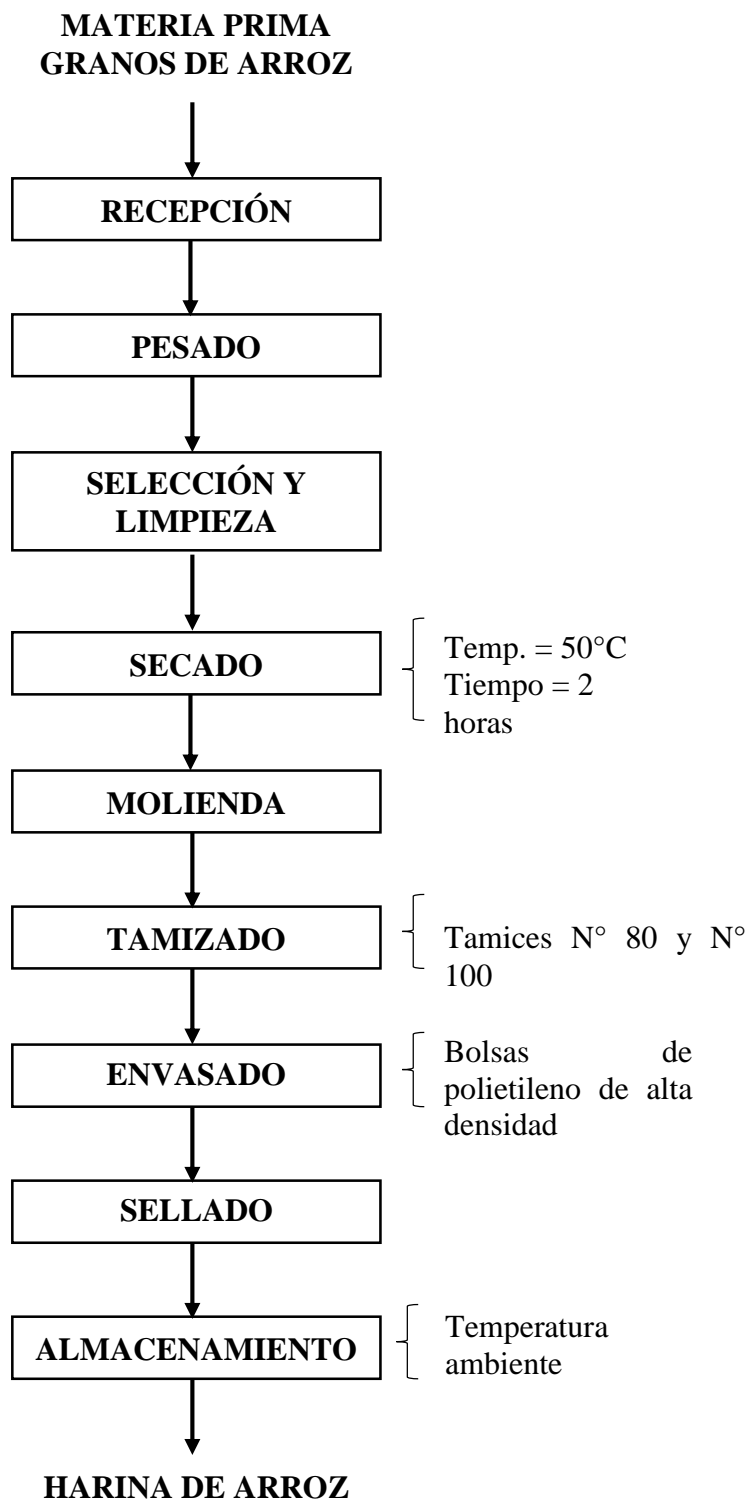 MATERIA PRIMA
GRANOS DE ARROZ
RECEPCIÓN
PESADO
SELECCIÓN Y
LIMPIEZA
SECADO
Temp. = 50°C
Tiempo = 2
horas
MOLIENDA
TAMIZADO
Tamices N° 80 y N°
100
ENVASADO
Bolsas de
polietileno de alta
densidad
SELLADO
ALMACENAMIENTO
Temperatura
ambiente
HARINA DE ARROZ